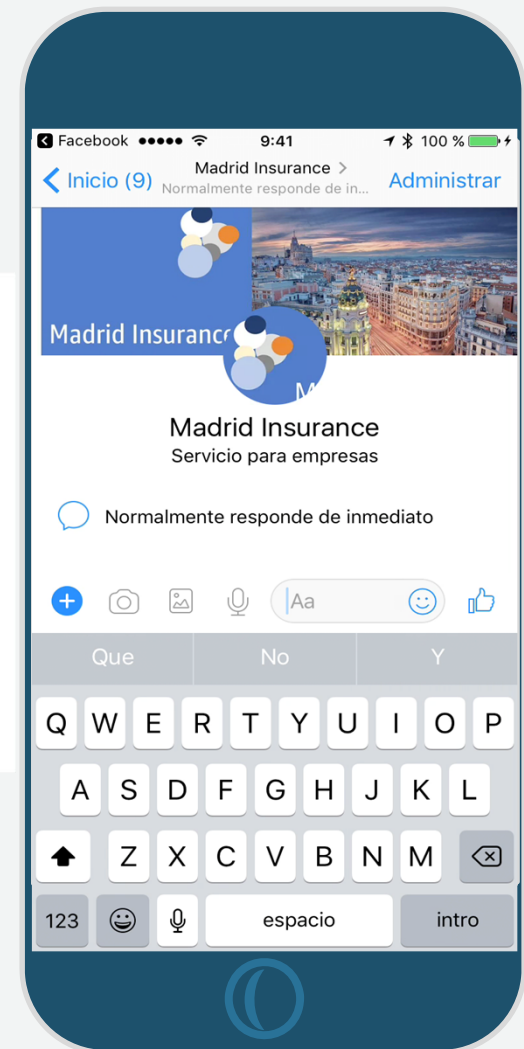 Facebook 9:41 100 %
Inicio (9) Madrid Insurance Administrar
Normalmente responde de in...
Madrid Insurance
M
Madrid Insurance
Servicio para empresas
Normalmente responde de inmediato
Aa
Que No Y
Q W E R T Y U I O P
A S D F G H J K L
Z X C V B N M
123 espacio intro